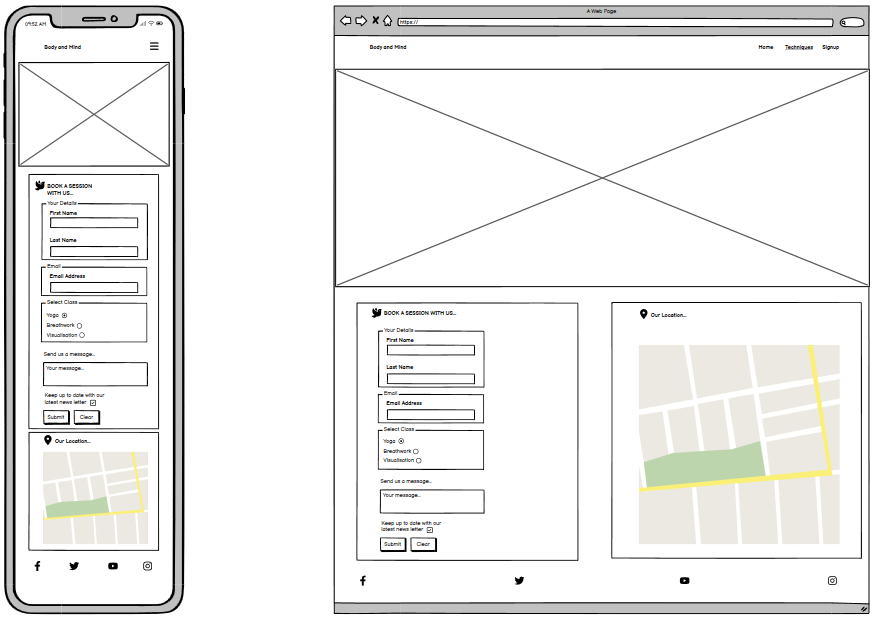 09:52 AM
Body and Mind
BOOK A SESSION
WITH US...
Your Details
First Name
Last Name
Email
Email Address
Select Class
Yoga
Breathwork
Visualisation
Send us a message..
Your message..
Keep up to date with our
latest news letter
Submit Clear
Our Location...
A Web Page
https://
Body and Mind Home Techniques Signup
BOOK A SESSION WITH US...
Your Details
First Name
Last Name
Email
Email Address
Select Class
Yoga
Breathwork
Visualisation
Send us a message..
Your message..
Keep up to date with our
latest news letter
Submit Clear
Our Location...